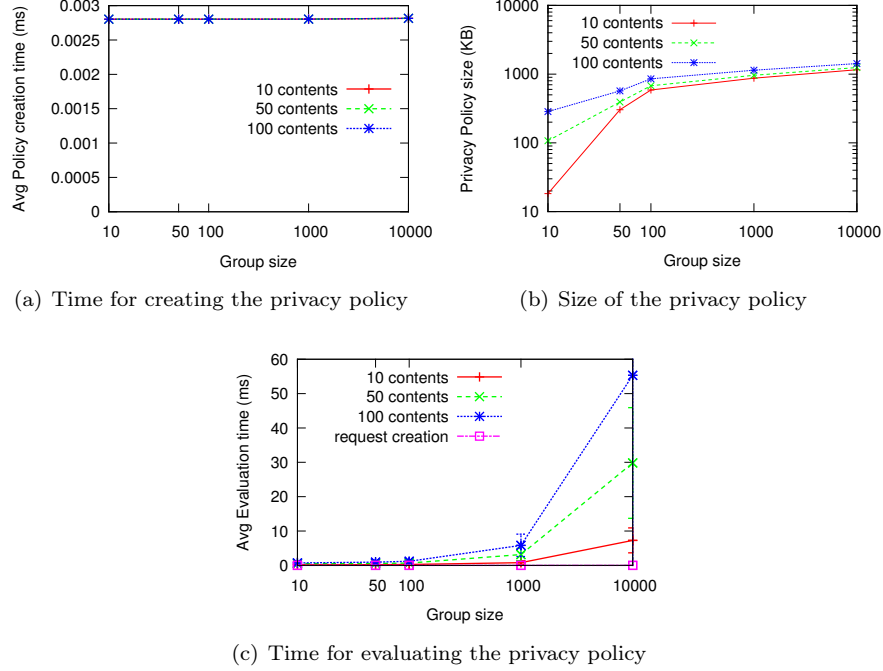 0.003
0.0025
0.002
0.0015
0.001
0.0005
0
Avg Policy creation time (ms)
10 contents
50 contents
100 contents
10 50 100 1000 10000
Group size
(a) Time for creating the privacy policy
10000
1000
100
10
Privacy Policy size (KB)
10 contents
50 contents
100 contents
10 50 100 1000 10000
Group size
(b) Size of the privacy policy
60
50
40
30
20
10
0
Avg Evaluation time (ms)
10 contents
50 contents
100 contents
request creation
10 50 100 1000 10000
Group size
(c) Time for evaluating the privacy policy